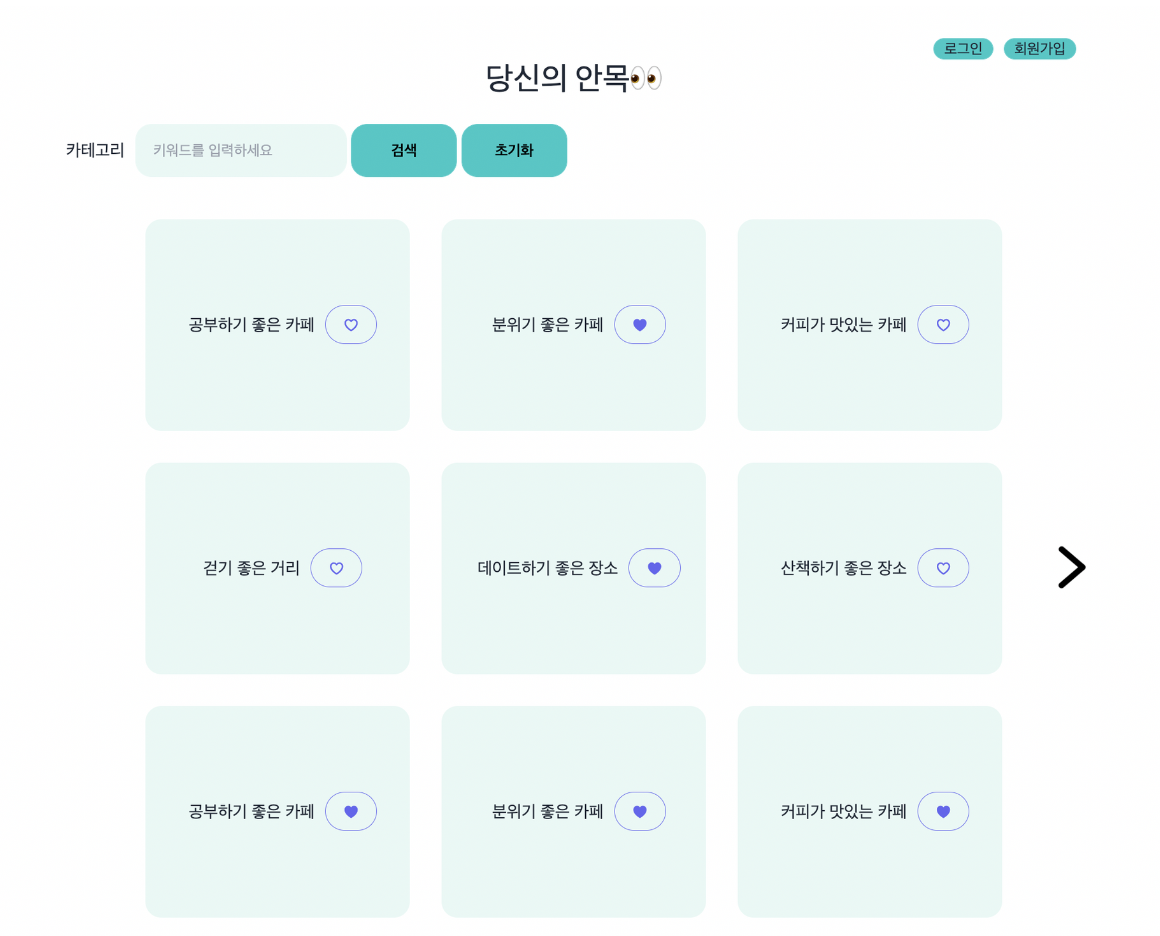 로그인 회원가입
당신의 안목👀
카테고리 키워드를 입력하세요 검색 초기화
공부하기 좋은 카페 분위기 좋은 카페 커피가 맛있는 카페
걷기 좋은 거리 데이트하기 좋은 장소 산책하기 좋은 장소
공부하기 좋은 카페 분위기 좋은 카페 커피가 맛있는 카페